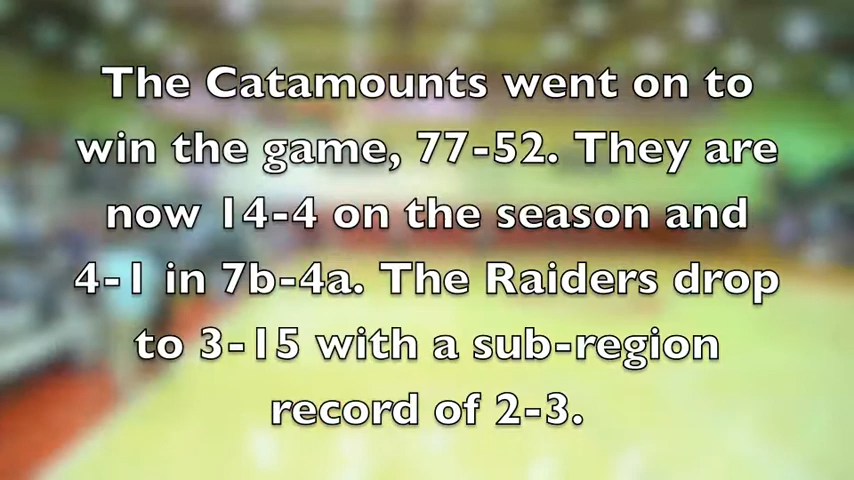 The Catamounts went on to
win the game, 77-52. They are
now 14-4 on the season and
4-1 in 7b-4a. The Raiders drop
to 3-15 with a sub-region
record of 2-3.